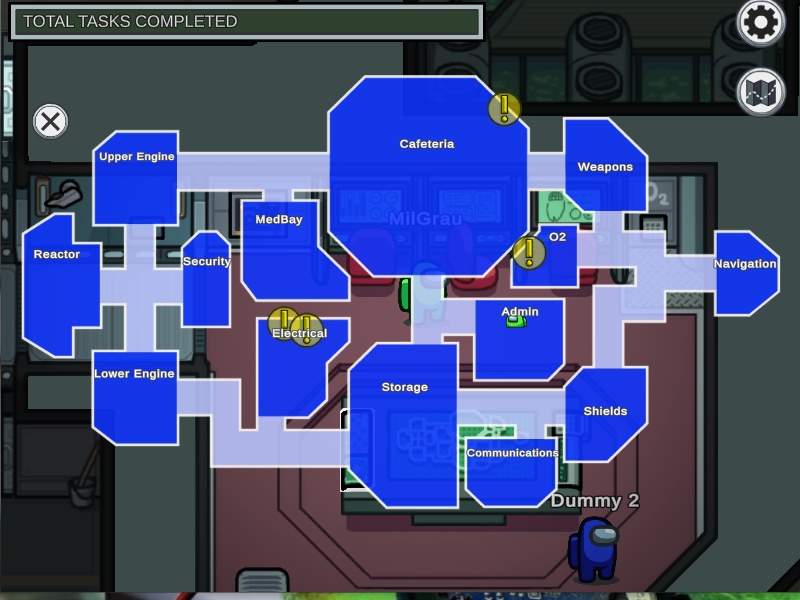 TOTAL TASKS COMPLETED
Cafeteria
Upper Engine
Weapons
MilGrau
MedBay
O2
O₂
Reactor
Security
Navigation
Admin
Electrical
Lower Engine
Storage
Shields
Communications
Dummy 2